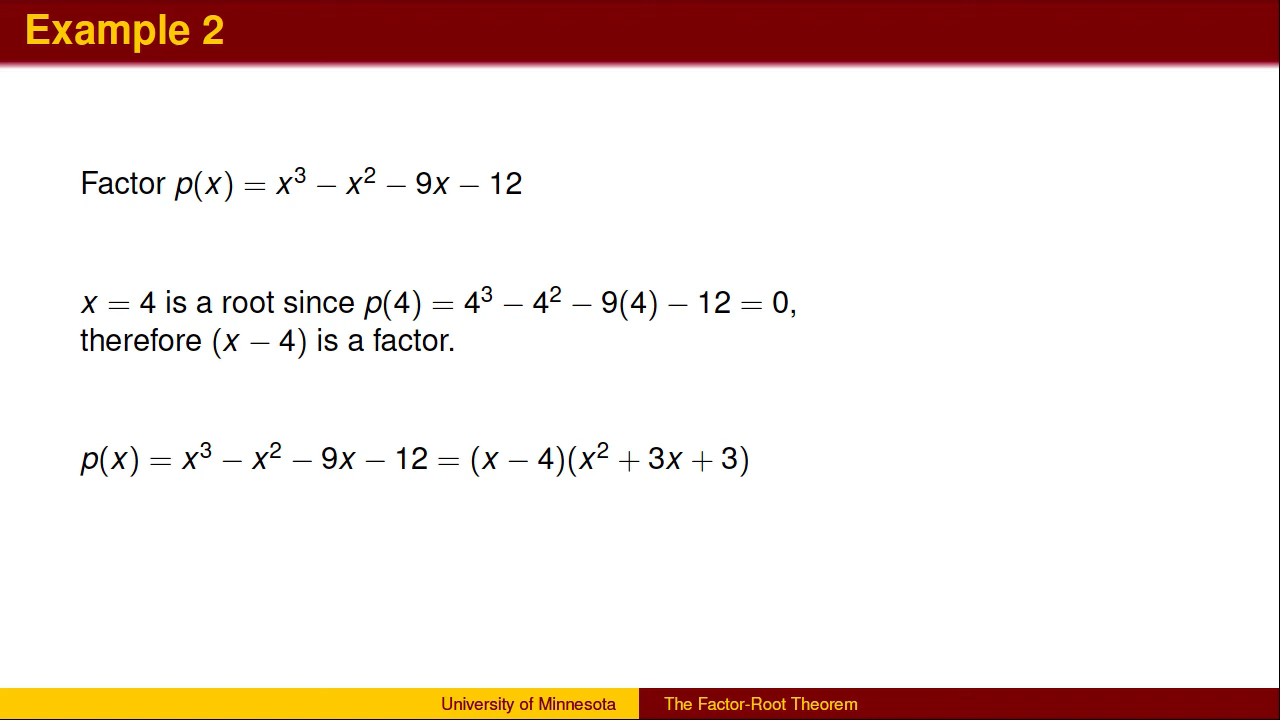 Example 2
Factor p(x) = x³ − x² − 9x − 12
x = 4 is a root since p(4) = 4³ − 4² − 9(4) − 12 = 0,
therefore (x − 4) is a factor.
p(x) = x³ − x² − 9x − 12 = (x − 4)(x² + 3x + 3)
University of Minnesota The Factor-Root Theorem